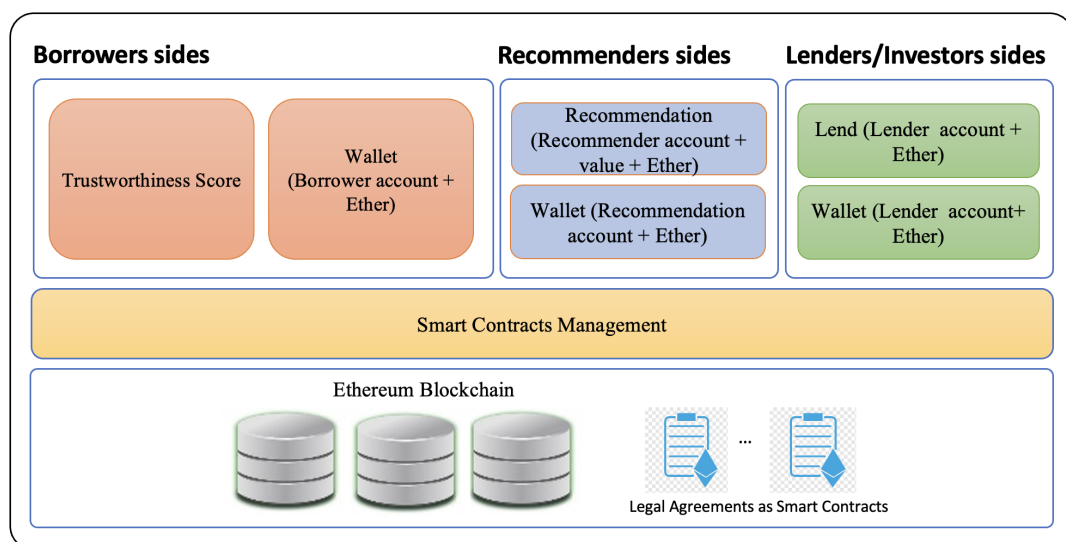 Borrowers sides
Recommenders sides
Lenders/Investors sides
Trustworthiness Score
Wallet
(Borrower account +
Ether)
Recommendation
(Recommender account +
value + Ether)
Wallet (Recommendation
account + Ether)
Lend (Lender account +
Ether)
Wallet (Lender account+
Ether)
Smart Contracts Management
Ethereum Blockchain
...
Legal Agreements as Smart Contracts